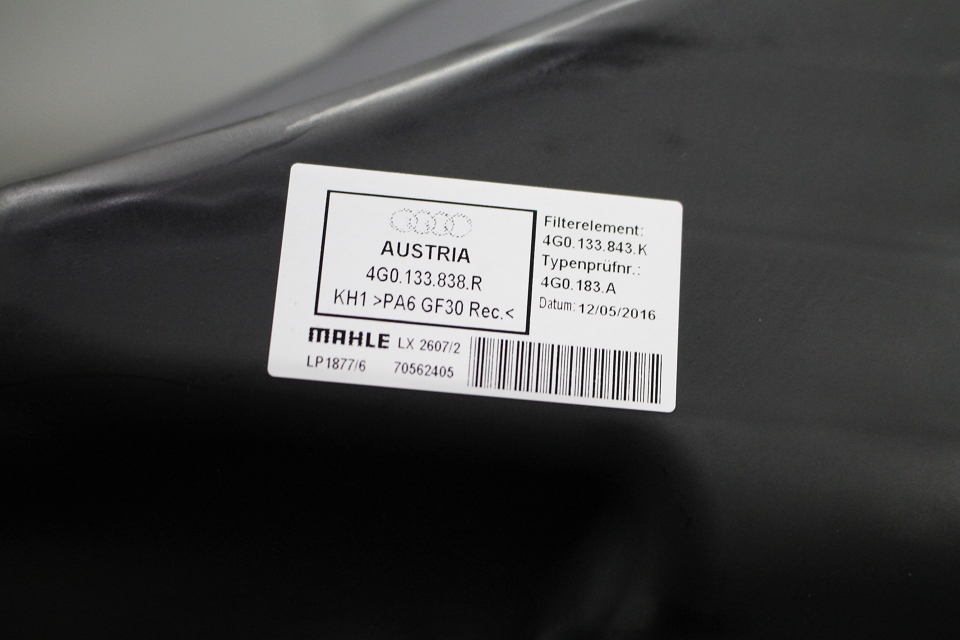 AUSTRIA
4G0.133.838.R
KH1 >PA6 GF30 Rec.<
Filterelement:
4G0.133.843.K
Typenprüfnr.:
4G0.183.A
Datum: 12/05/2016
MAHLE LX 2607/2
LP1877/6 70562405